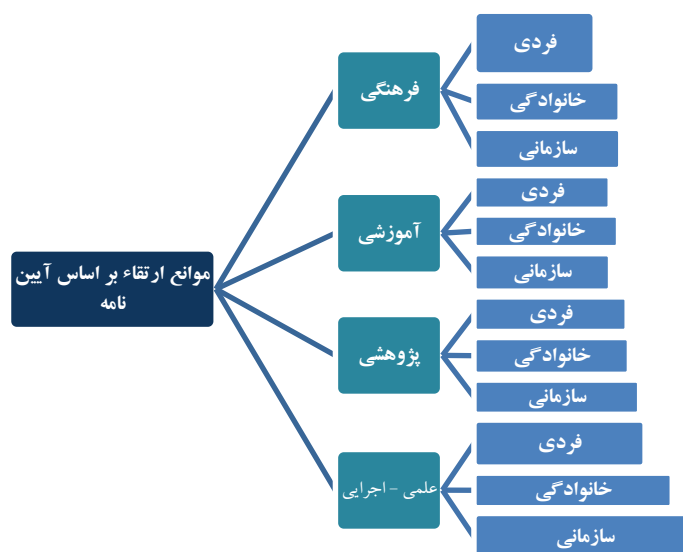 موانع ارتقاء بر اساس آیین
نامه
فرهنگی
فردی
خانوادگی
سازمانی
آموزشی
فردی
خانوادگی
سازمانی
پژوهشی
فردی
خانوادگی
سازمانی
علمی – اجرایی
فردی
خانوادگی
سازمانی